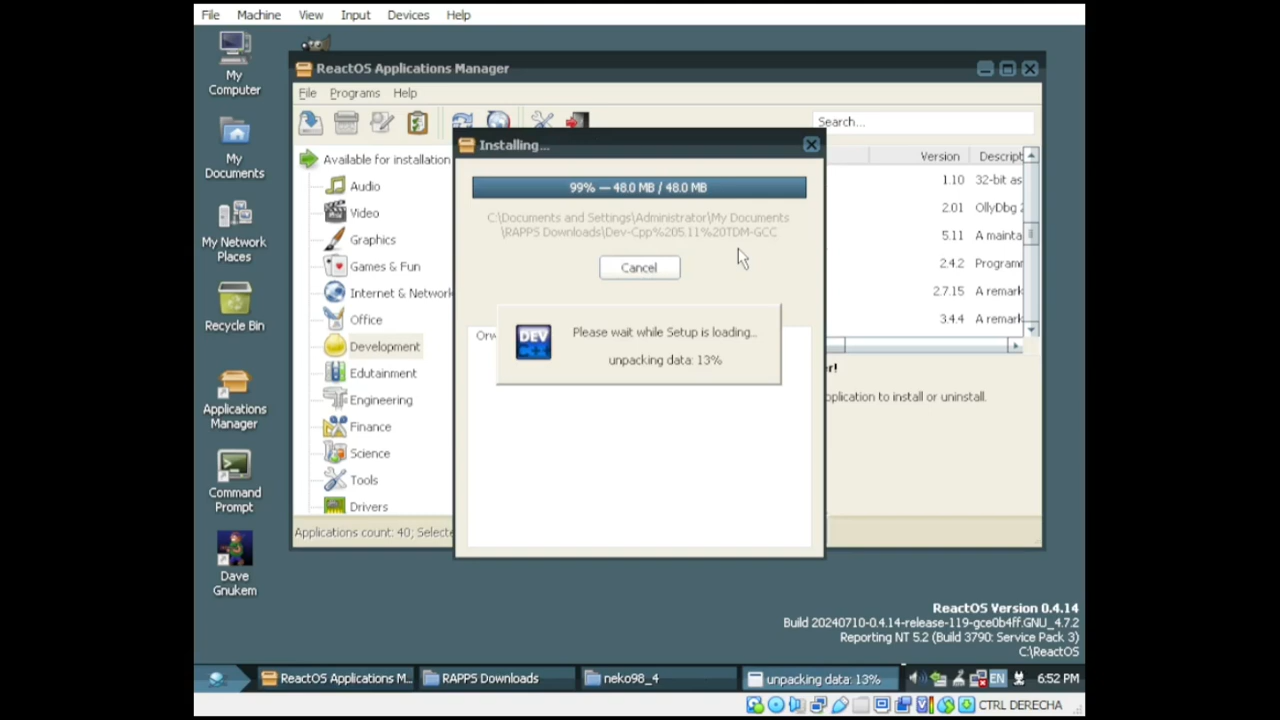 File Machine View Input Devices Help
My
Computer
My
Documents
My Network
Places
Recycle Bin
Applications
Manager
Command
Prompt
Dave
Gnukem
ReactOS Applications Manager
File Programs Help
Search...
Available for installation
Audio
Video
Graphics
Games & Fun
Internet & Network
Office
Development
Edutainment
Engineering
Finance
Science
Tools
Drivers
Version Descript
1.10 32-bit as
2.01 OllyDbg 2
5.11 A mainta
2.4.2 Programm
2.7.15 A remark
3.4.4 A remark
r!
pplication to install or uninstall.
Applications count: 40; Selecte
Installing...
99% — 48.0 MB / 48.0 MB
C:\Documents and Settings\Administrator\My Documents
\RAPPS Downloads\Dev-Cpp%205.11%20TDM-GCC
Cancel
Orw
DEV
C++
Please wait while Setup is loading...
unpacking data: 13%
ReactOS Version 0.4.14
Build 20240710-0.4.14-release-119-gce0b4ff.GNU_4.7.2
Reporting NT 5.2 (Build 3790: Service Pack 3)
C:\ReactOS
ReactOS Applications M... RAPPS Downloads neko98_4 unpacking data: 13% EN 6:52 PM
CTRL DERECHA